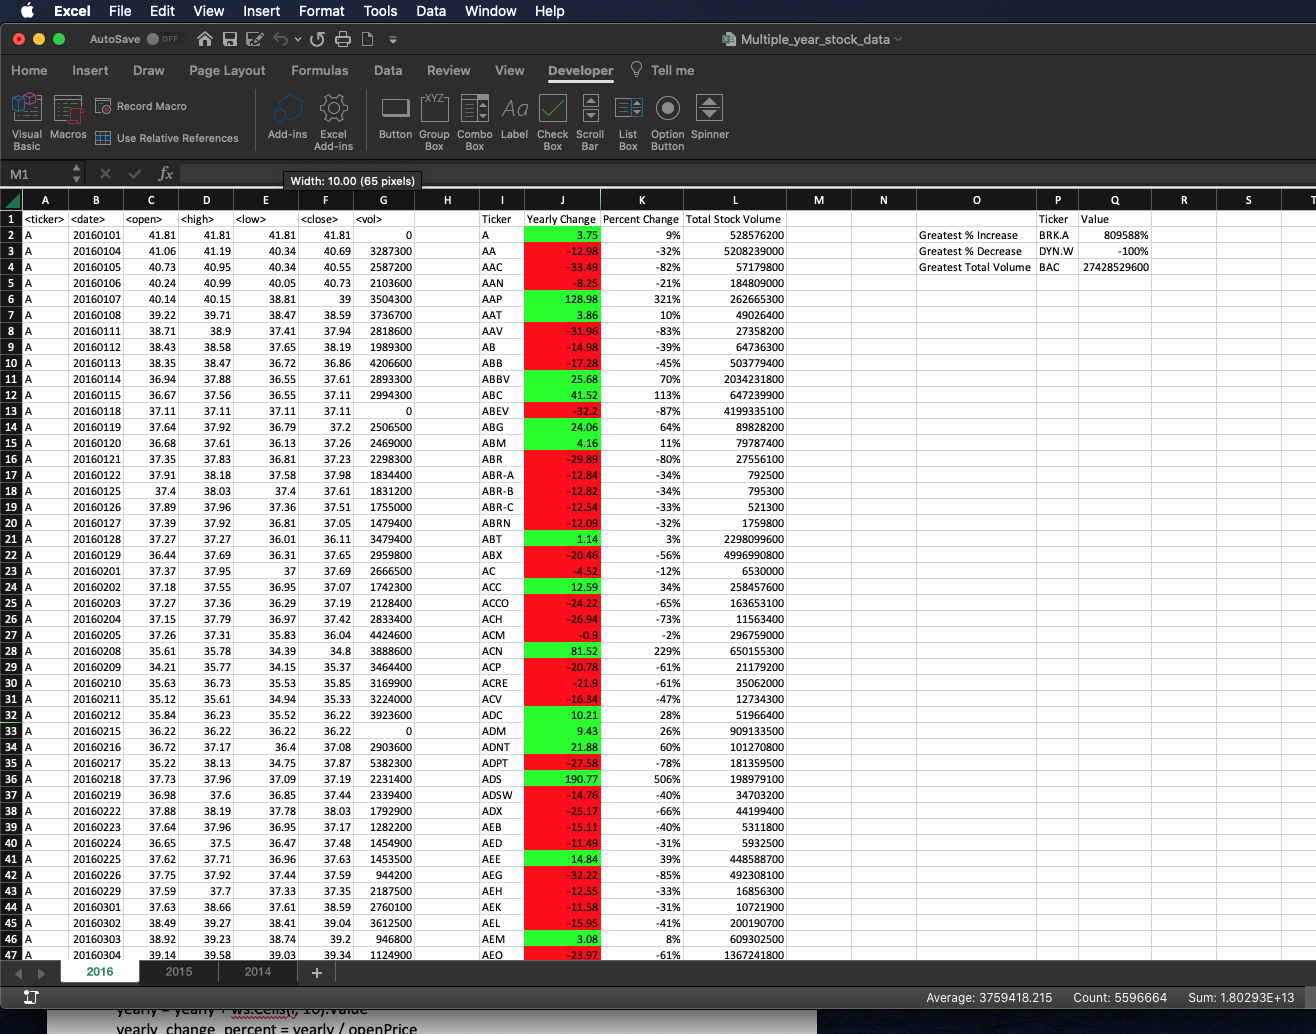 Excel File Edit View Insert Format Tools Data Window Help
AutoSave OFF Multiple_year_stock_data
Home Insert Draw Page Layout Formulas Data Review View Developer Tell me
Visual Basic Macros Record Macro Use Relative References Add-ins Excel Add-ins Button Group Box Combo Box Label Check Box Scroll Bar List Box Option Button Spinner
XYZ Aa
M1 fx
Width: 10.00 (65 pixels)
A B C D E F G H I J K L M N O P Q R S T
1 <ticker> <date> <open> <high> <low> <close> <vol> Ticker Yearly Change Percent Change Total Stock Volume Ticker Value
2 A 20160101 41.81 41.81 41.81 41.81 0 A 3.75 9% 528576200 Greatest % Increase BRK.A 809588%
3 A 20160104 41.06 41.19 40.34 40.69 3287300 AA -12.98 -32% 5208239000 Greatest % Decrease DYN.W -100%
4 A 20160105 40.73 40.95 40.34 40.55 2587200 AAC -33.49 -82% 57179800 Greatest Total Volume BAC 27428529600
5 A 20160106 40.24 40.99 40.05 40.73 2103600 AAN -8.25 -21% 184809000
6 A 20160107 40.14 40.15 38.81 39 3504300 AAP 128.98 321% 262665300
7 A 20160108 39.22 39.71 38.47 38.59 3736700 AAT 3.86 10% 49026400
8 A 20160111 38.71 38.9 37.41 37.94 2818600 AAV -31.96 -83% 27358200
9 A 20160112 38.43 38.58 37.65 38.19 1989300 AB -14.98 -39% 64736300
10 A 20160113 38.35 38.47 36.72 36.86 4206600 ABB -17.28 -45% 503779400
11 A 20160114 36.94 37.88 36.55 37.61 2893300 ABBV 25.68 70% 2034231800
12 A 20160115 36.67 37.56 36.55 37.11 2994300 ABC 41.52 113% 647239900
13 A 20160118 37.11 37.11 37.11 37.11 0 ABEV -32.2 -87% 4199335100
14 A 20160119 37.64 37.92 36.79 37.2 2506500 ABG 24.06 64% 89828200
15 A 20160120 36.68 37.61 36.13 37.26 2469000 ABM 4.16 11% 79787400
16 A 20160121 37.35 37.83 36.81 37.23 2298300 ABR -29.89 -80% 27556100
17 A 20160122 37.91 38.18 37.58 37.98 1834400 ABR-A -12.84 -34% 792500
18 A 20160125 37.4 38.03 37.4 37.61 1831200 ABR-B -12.82 -34% 795300
19 A 20160126 37.89 37.96 37.36 37.51 1755000 ABR-C -12.54 -33% 521300
20 A 20160127 37.39 37.92 36.81 37.05 1479400 ABRN -12.09 -32% 1759800
21 A 20160128 37.27 37.27 36.01 36.11 3479400 ABT 1.14 3% 2298099600
22 A 20160129 36.44 37.69 36.31 37.65 2959800 ABX -20.46 -56% 4996990800
23 A 20160201 37.37 37.95 37 37.69 2666500 AC -4.52 -12% 6530000
24 A 20160202 37.18 37.55 36.95 37.07 1742300 ACC 12.59 34% 258457600
25 A 20160203 37.27 37.36 36.29 37.19 2128400 ACCO -24.22 -65% 163653100
26 A 20160204 37.15 37.79 36.97 37.42 2833400 ACH -26.94 -73% 11563400
27 A 20160205 37.26 37.31 35.83 36.04 4424600 ACM -0.9 -2% 296759000
28 A 20160208 35.61 35.78 34.39 34.8 3888600 ACN 81.52 229% 650155300
29 A 20160209 34.21 35.77 34.15 35.37 3464400 ACP -20.78 -61% 21179200
30 A 20160210 35.63 36.73 35.53 35.85 3169900 ACRE -21.9 -61% 35062000
31 A 20160211 35.12 35.61 34.94 35.33 3224000 ACV -16.34 -47% 12734300
32 A 20160212 35.84 36.23 35.52 36.22 3923600 ADC 10.21 28% 51966400
33 A 20160215 36.22 36.22 36.22 36.22 0 ADM 9.43 26% 909133500
34 A 20160216 36.72 37.17 36.4 37.08 2903600 ADNT 21.88 60% 101270800
35 A 20160217 35.22 38.13 34.75 37.87 5382300 ADPT -27.58 -78% 181359500
36 A 20160218 37.73 37.96 37.09 37.19 2231400 ADS 190.77 506% 198979100
37 A 20160219 36.98 37.6 36.85 37.44 2339400 ADSW -14.76 -40% 34703200
38 A 20160222 37.88 38.19 37.78 38.03 1792900 ADX -25.17 -66% 44199400
39 A 20160223 37.64 37.96 36.95 37.17 1282200 AEB -15.11 -40% 5311800
40 A 20160224 36.65 37.5 36.47 37.48 1454900 AED -11.49 -31% 5932500
41 A 20160225 37.62 37.71 36.96 37.63 1453500 AEE 14.84 39% 448588700
42 A 20160226 37.75 37.92 37.44 37.59 944200 AEG -32.22 -85% 492308100
43 A 20160229 37.59 37.7 37.33 37.35 2187500 AEH -12.55 -33% 16856300
44 A 20160301 37.63 38.66 37.61 38.59 2760100 AEK -11.58 -31% 10721900
45 A 20160302 38.49 39.27 38.41 39.04 3612500 AEL -15.95 -41% 200190700
46 A 20160303 38.92 39.23 38.74 39.2 946800 AEM 3.08 8% 609302500
47 A 20160304 39.14 39.58 39.03 39.34 1124900 AEO -23.97 -61% 1367241800
2016 2015 2014 +
Average: 3759418.215 Count: 5596664 Sum: 1.80293E+13
yearly = yearly + ws.Cells(i, 10).Value
yearly_change_percent = yearly / openPrice